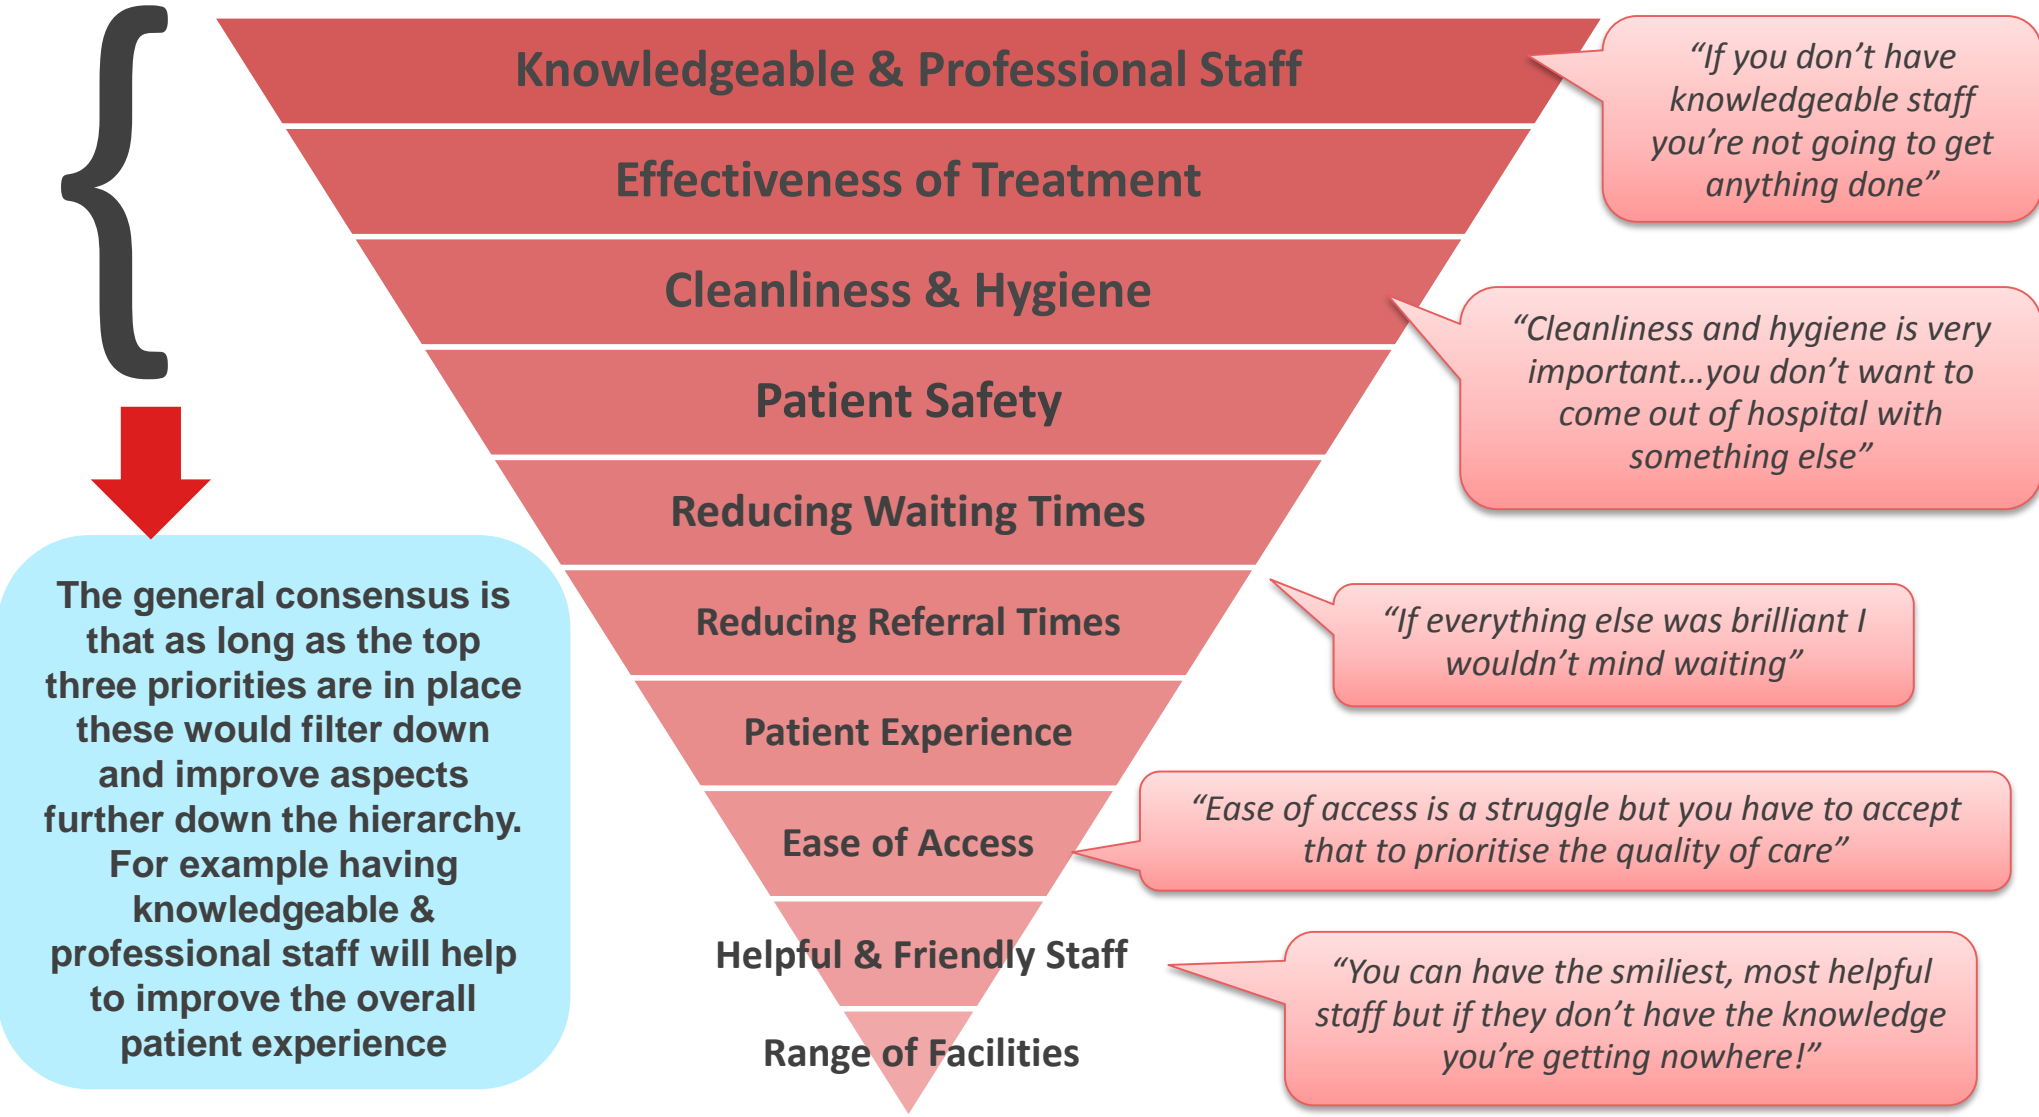 Knowledgeable & Professional Staff
Effectiveness of Treatment
Cleanliness & Hygiene
Patient Safety
Reducing Waiting Times
Reducing Referral Times
Patient Experience
Ease of Access
Helpful & Friendly Staff
Range of Facilities
“If you don’t have
knowledgeable staff
you’re not going to get
anything done”
“Cleanliness and hygiene is very
important…you don’t want to
come out of hospital with
something else”
“If everything else was brilliant I
wouldn’t mind waiting”
“Ease of access is a struggle but you have to accept
that to prioritise the quality of care”
“You can have the smiliest, most helpful
staff but if they don’t have the knowledge
you’re getting nowhere!”
The general consensus is
that as long as the top
three priorities are in place
these would filter down
and improve aspects
further down the hierarchy.
For example having
knowledgeable &
professional staff will help
to improve the overall
patient experience